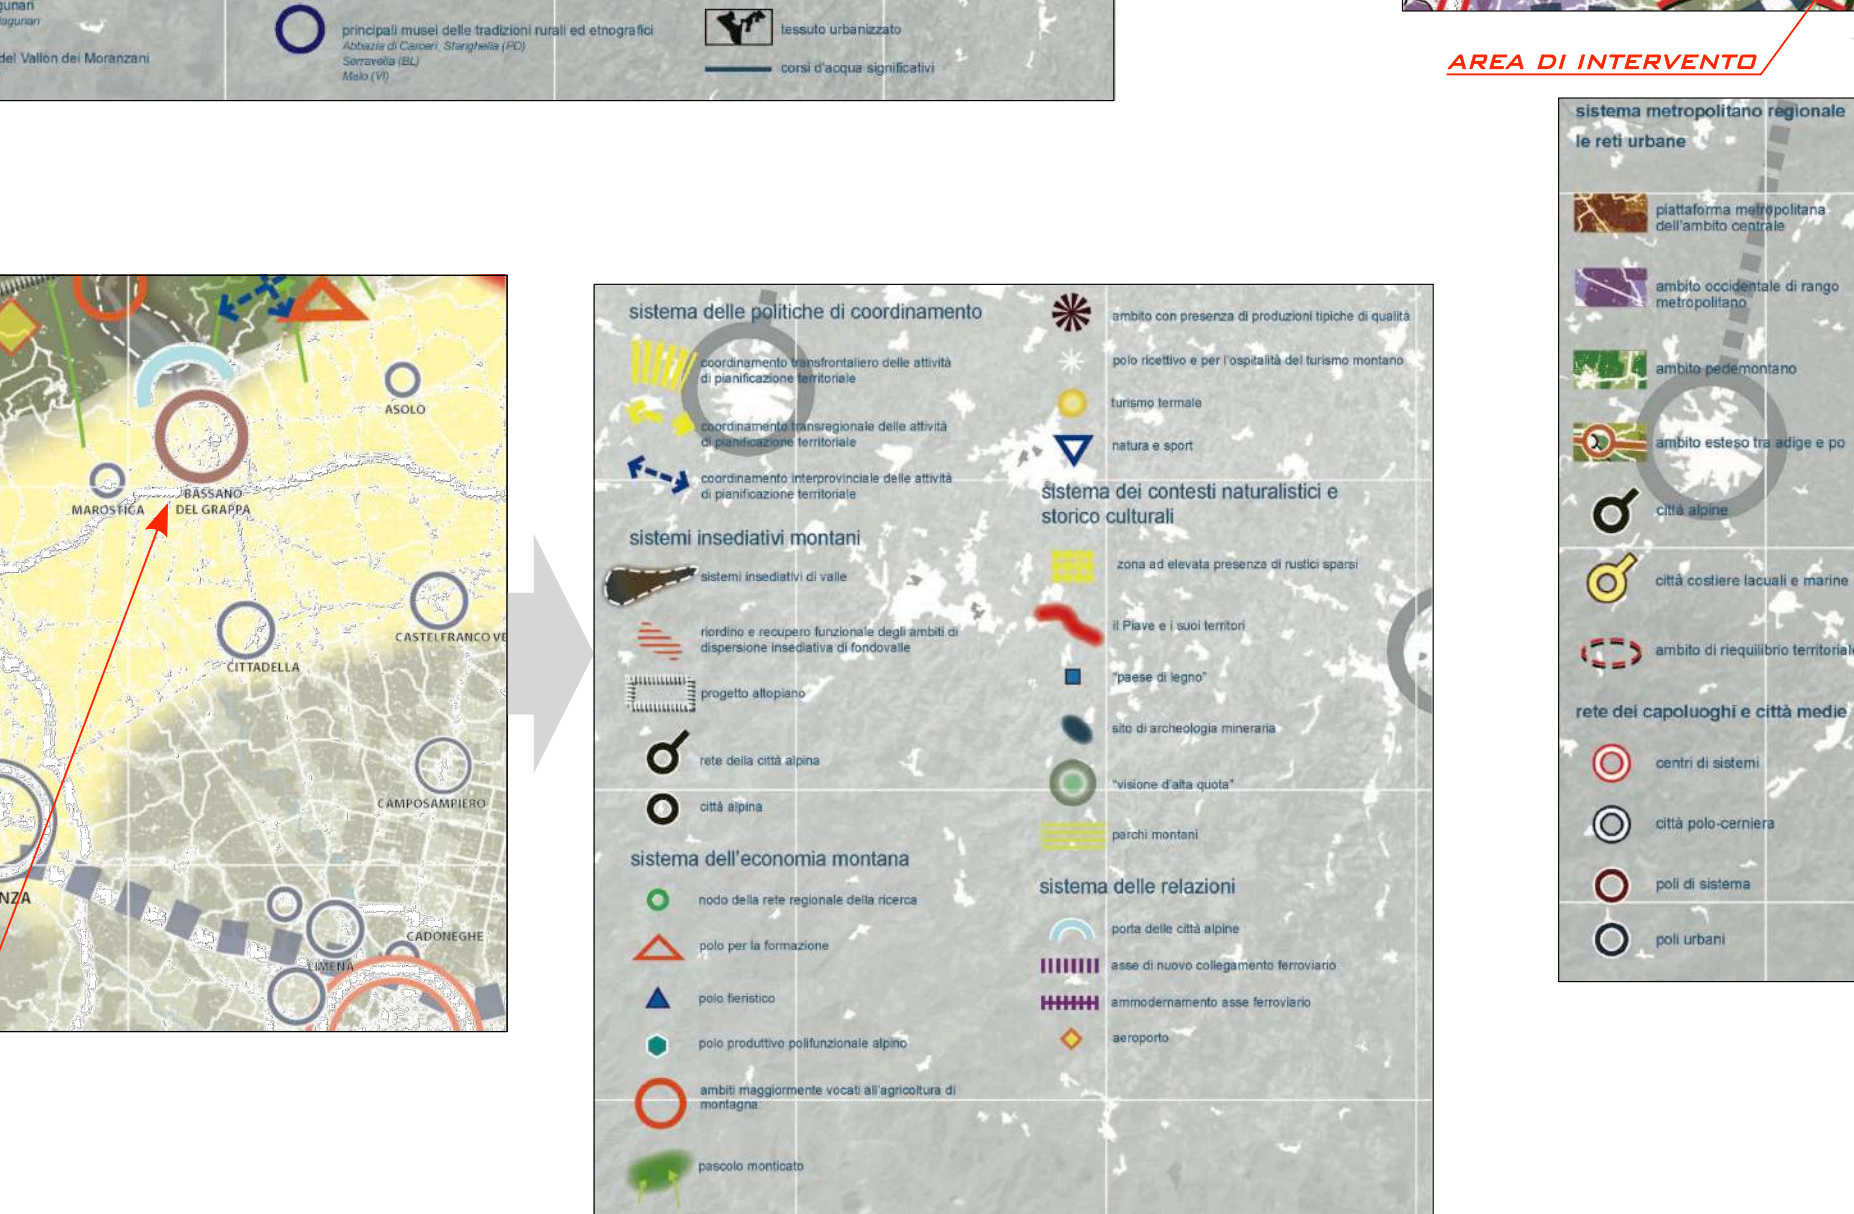 lagunari
del Vallon dei Moranzani
principali musei delle tradizioni rurali ed etnografici
Abbazia di Carceri, Stanghella (PD)
Serravella (BL)
Malo (VI)
tessuto urbanizzato
corsi d'acqua significativi
AREA DI INTERVENTO
ASOLO
BASSANO
DEL GRAPPA
MAROSTICA
CASTELFRANCO VE
CITTADELLA
CAMPOSAMPIERO
NZA
CADONEGHE
LIMENA
sistema delle politiche di coordinamento
coordinamento transfrontaliero delle attività
di pianificazione territoriale
coordinamento transregionale delle attività
di pianificazione territoriale
coordinamento interprovinciale delle attività
di pianificazione territoriale
sistemi insediativi montani
sistemi insediativi di valle
riordino e recupero funzionale degli ambiti di
dispersione insediativa di fondovalle
progetto altopiano
rete della città alpina
città alpina
sistema dell'economia montana
nodo della rete regionale della ricerca
polo per la formazione
polo fieristico
polo produttivo polifunzionale alpino
ambiti maggiormente vocati all'agricoltura di
montagna
pascolo monticato
ambito con presenza di produzioni tipiche di qualità
polo ricettivo e per l'ospitalità del turismo montano
turismo termale
natura e sport
sistema dei contesti naturalistici e
storico culturali
zona ad elevata presenza di rustici sparsi
il Piave e i suoi territori
"paese di legno"
sito di archeologia mineraria
"visione d'alta quota"
parchi montani
sistema delle relazioni
porta delle città alpine
asse di nuovo collegamento ferroviario
ammodernamento asse ferroviario
aeroporto
sistema metropolitano regionale
le reti urbane
piattaforma metropolitana
dell'ambito centrale
ambito occidentale di rango
metropolitano
ambito pedemontano
ambito esteso tra adige e po
città alpine
città costiere lacuali e marine
ambito di riequilibrio territoriale
rete dei capoluoghi e città medie
centri di sistemi
città polo-cerniera
poli di sistema
poli urbani